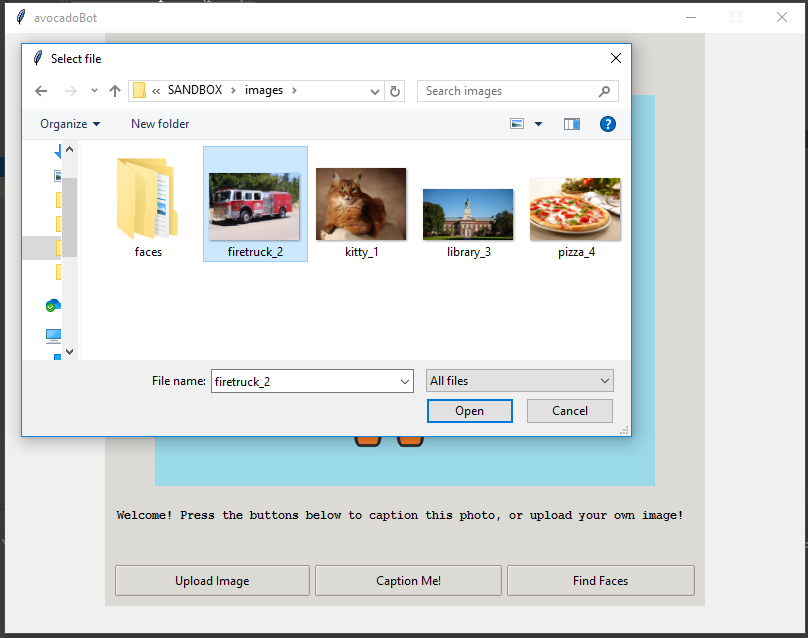 avocadoBot
Select file
« SANDBOX › images ›
Search images
Organize
New folder
?
faces
firetruck_2
kitty_1
library_3
pizza_4
File name:
firetruck_2
All files
Open
Cancel
Welcome! Press the buttons below to caption this photo, or upload your own image!
Upload Image
Caption Me!
Find Faces